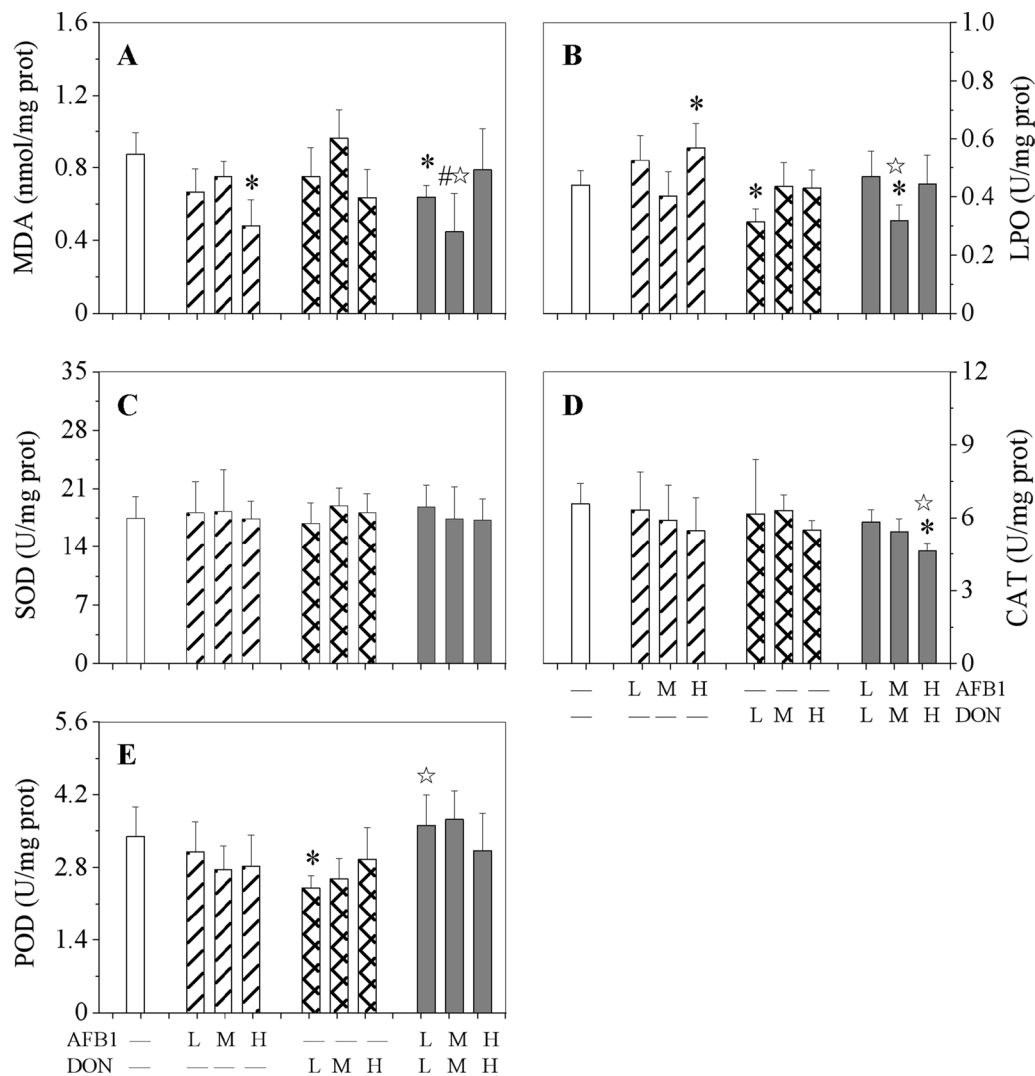 1.6
1.2
0.8
0.4
0
MDA (nmol/mg prot)
A
*
*
#☆
B
*
*
☆
*
1.0
0.8
0.6
0.4
0.2
0
LPO (U/mg prot)
35
28
21
14
7
0
SOD (U/mg prot)
C
D
☆
*
12
9
6
3
0
CAT (U/mg prot)
— L M H — — — L M H AFB1
— — — — L M H L M H DON
5.6
4.2
2.8
1.4
0
POD (U/mg prot)
E
*
☆
AFB1 — L M H — — — L M H
DON — — — — L M H L M H